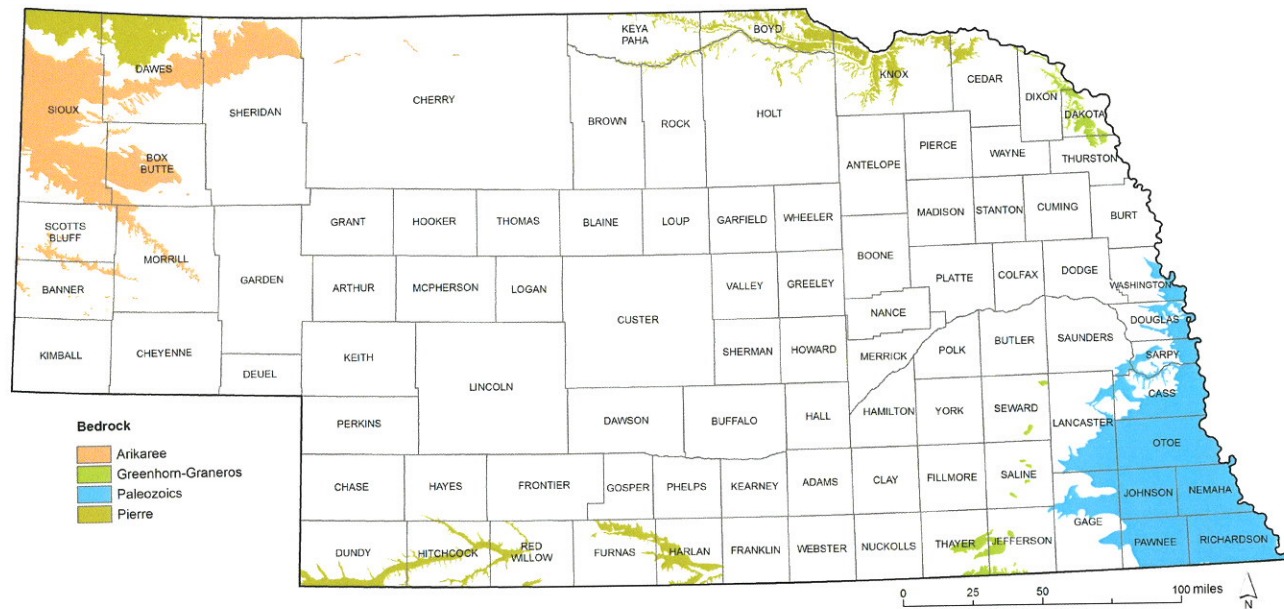 KEYA
PAHA
BOYD
DAWES
KNOX
CEDAR
SIOUX
SHERIDAN
CHERRY
BROWN
ROCK
HOLT
DIXON
DAKOTA
BOX
BUTTE
ANTELOPE
PIERCE
WAYNE
THURSTON
GRANT
HOOKER
THOMAS
BLAINE
LOUP
GARFIELD
WHEELER
MADISON
STANTON
CUMING
BURT
SCOTTS
BLUFF
MORRILL
GARDEN
BOONE
BANNER
ARTHUR
MCPHERSON
LOGAN
CUSTER
VALLEY
GREELEY
PLATTE
COLFAX
DODGE
WASHINGTON
NANCE
DOUGLAS
KIMBALL
CHEYENNE
DEUEL
KEITH
LINCOLN
SHERMAN
HOWARD
MERRICK
POLK
BUTLER
SAUNDERS
SARPY
CASS
PERKINS
DAWSON
BUFFALO
HALL
HAMILTON
YORK
SEWARD
LANCASTER
OTOE
Bedrock
Arikaree
Greenhorn-Graneros
Paleozoics
Pierre
CHASE
HAYES
FRONTIER
GOSPER
PHELPS
KEARNEY
ADAMS
CLAY
FILLMORE
SALINE
GAGE
JOHNSON
NEMAHA
DUNDY
HITCHCOCK
RED
WILLOW
FURNAS
HARLAN
FRANKLIN
WEBSTER
NUCKOLLS
THAYER
JEFFERSON
PAWNEE
RICHARDSON
0 25 50 100 miles
N